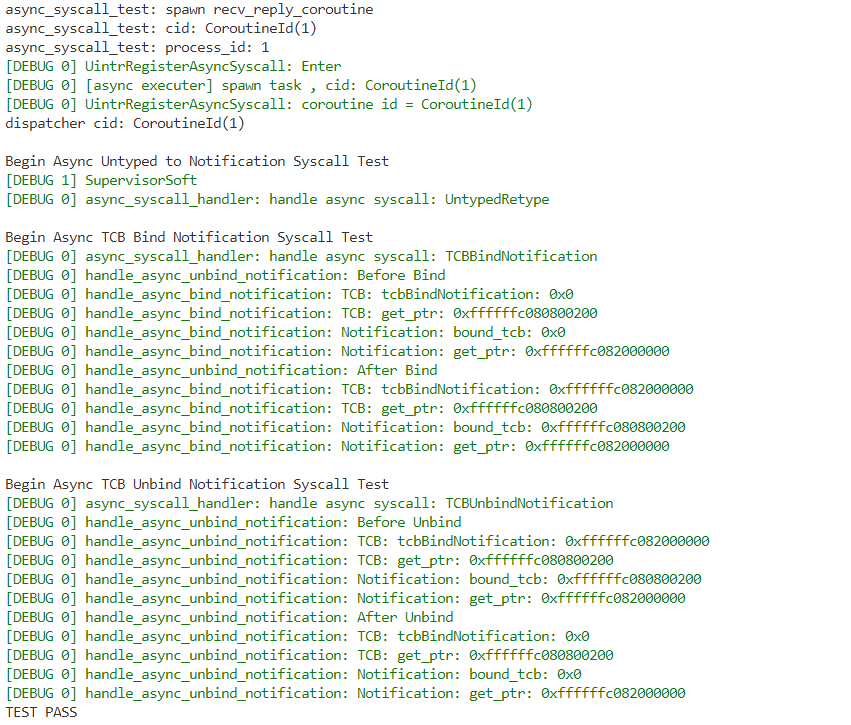 async_syscall_test: spawn recv_reply_coroutine
async_syscall_test: cid: CoroutineId(1)
async_syscall_test: process_id: 1
[DEBUG 0] UintrRegisterAsyncSyscall: Enter
[DEBUG 0] [async executer] spawn task , cid: CoroutineId(1)
[DEBUG 0] UintrRegisterAsyncSyscall: coroutine id = CoroutineId(1)
dispatcher cid: CoroutineId(1)
Begin Async Untyped to Notification Syscall Test
[DEBUG 1] SupervisorSoft
[DEBUG 0] async_syscall_handler: handle async syscall: UntypedRetype
Begin Async TCB Bind Notification Syscall Test
[DEBUG 0] async_syscall_handler: handle async syscall: TCBBindNotification
[DEBUG 0] handle_async_unbind_notification: Before Bind
[DEBUG 0] handle_async_bind_notification: TCB: tcbBindNotification: 0x0
[DEBUG 0] handle_async_bind_notification: TCB: get_ptr: 0xffffffc080800200
[DEBUG 0] handle_async_bind_notification: Notification: bound_tcb: 0x0
[DEBUG 0] handle_async_bind_notification: Notification: get_ptr: 0xffffffc082000000
[DEBUG 0] handle_async_unbind_notification: After Bind
[DEBUG 0] handle_async_bind_notification: TCB: tcbBindNotification: 0xffffffc082000000
[DEBUG 0] handle_async_bind_notification: TCB: get_ptr: 0xffffffc080800200
[DEBUG 0] handle_async_bind_notification: Notification: bound_tcb: 0xffffffc080800200
[DEBUG 0] handle_async_bind_notification: Notification: get_ptr: 0xffffffc082000000
Begin Async TCB Unbind Notification Syscall Test
[DEBUG 0] async_syscall_handler: handle async syscall: TCBUnbindNotification
[DEBUG 0] handle_async_unbind_notification: Before Unbind
[DEBUG 0] handle_async_unbind_notification: TCB: tcbBindNotification: 0xffffffc082000000
[DEBUG 0] handle_async_unbind_notification: TCB: get_ptr: 0xffffffc080800200
[DEBUG 0] handle_async_unbind_notification: Notification: bound_tcb: 0xffffffc080800200
[DEBUG 0] handle_async_unbind_notification: Notification: get_ptr: 0xffffffc082000000
[DEBUG 0] handle_async_unbind_notification: After Unbind
[DEBUG 0] handle_async_unbind_notification: TCB: tcbBindNotification: 0x0
[DEBUG 0] handle_async_unbind_notification: TCB: get_ptr: 0xffffffc080800200
[DEBUG 0] handle_async_unbind_notification: Notification: bound_tcb: 0x0
[DEBUG 0] handle_async_unbind_notification: Notification: get_ptr: 0xffffffc082000000
TEST PASS